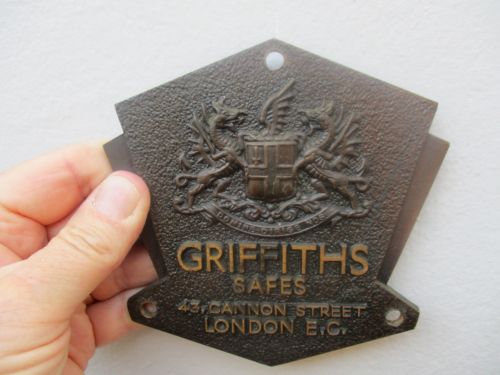 GRIFFITHS
SAFES
43, CANNON STREET
LONDON E.C.